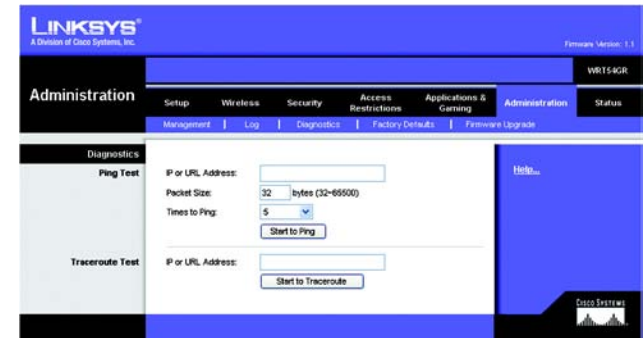 LINKSYS®
A Division of Cisco Systems, Inc.
Firmware Version: 1.1
WRT54GR
Administration
Setup Wireless Security Access Restrictions Applications & Gaming Administration Status
Management | Log | Diagnostics | Factory Defaults | Firmware Upgrade
Diagnostics
Ping Test
IP or URL Address:
Packet Size: 32 bytes (32~65500)
Times to Ping: 5
Start to Ping
Traceroute Test
IP or URL Address:
Start to Traceroute
Help...
CISCO SYSTEMS